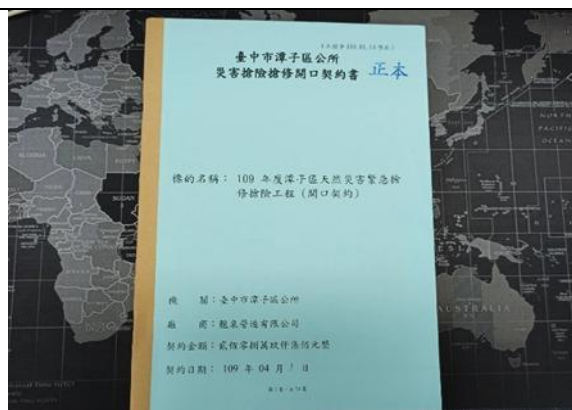 臺中市潭子區公所
災害搶險搶修開口契約書 正本
標的名稱：109 年度潭子區天然災害緊急搶
修搶險工程（開口契約）
機 關：臺中市潭子區公所
廠 商：龍泉營造有限公司
契約金額：貳佰零捌萬玖仟柒佰元整
契約日期：109 年 04 月 1 日
AUSTRALIA